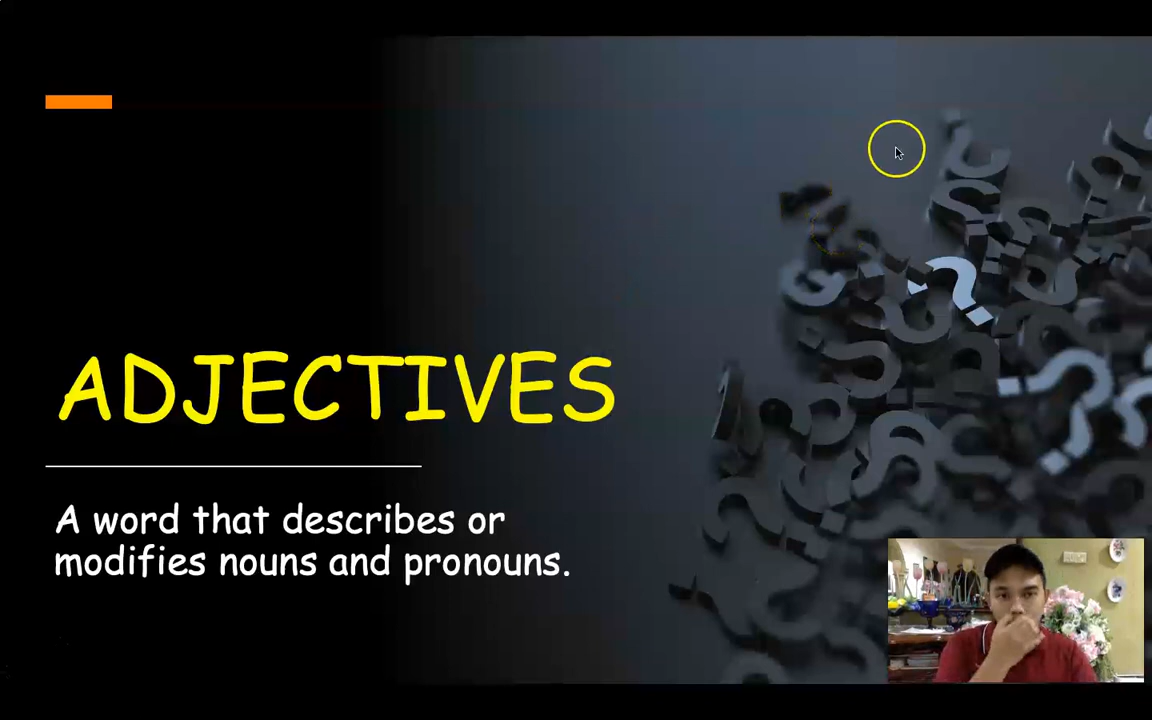 ADJECTIVES
A word that describes or
modifies nouns and pronouns.